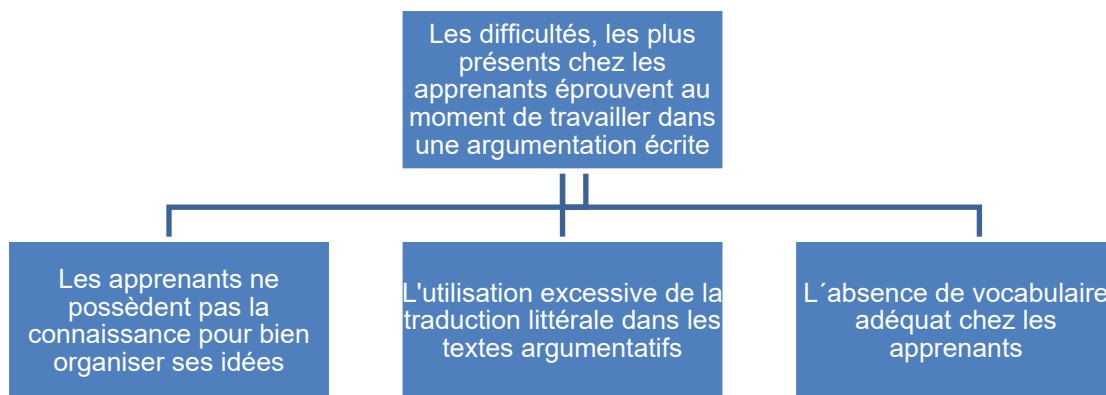 Les difficultés, les plus
présents chez les
apprenants éprouvent au
moment de travailler dans
une argumentation écrite
Les apprenants ne
possèdent pas la
connaissance pour bien
organiser ses idées
L'utilisation excessive de la
traduction littérale dans les
textes argumentatifs
L´absence de vocabulaire
adéquat chez les
apprenants